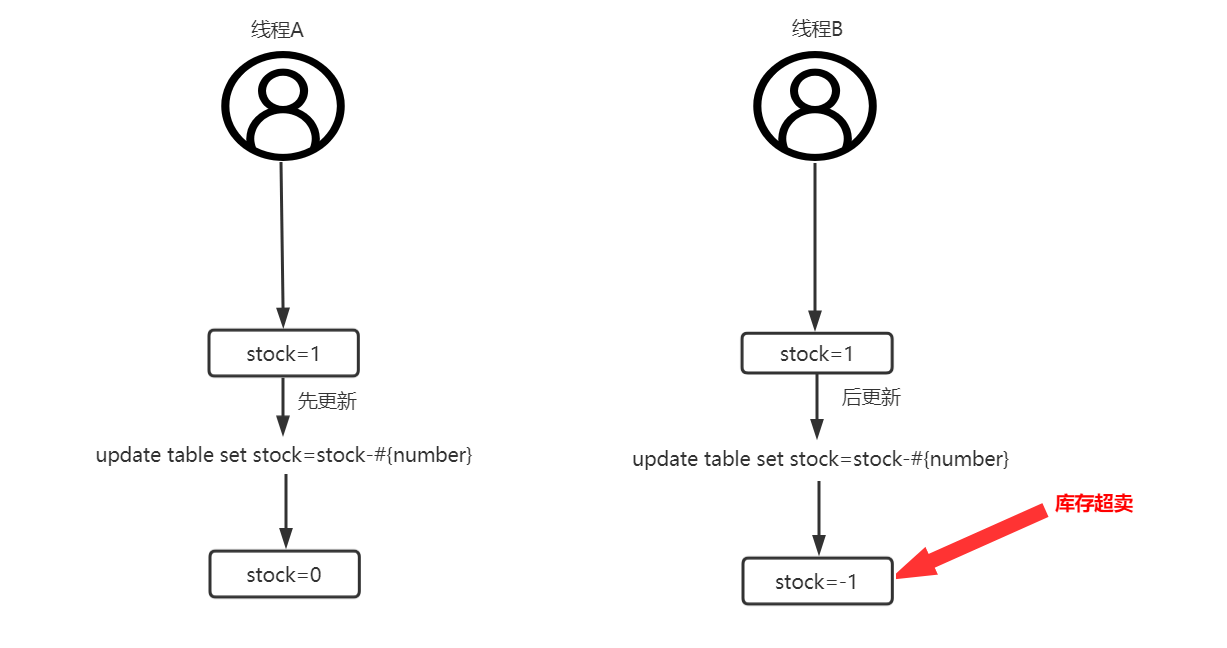 线程A
线程B
stock=1
stock=1
先更新
后更新
update table set stock=stock-#{number}
update table set stock=stock-#{number}
库存超卖
stock=0
stock=-1